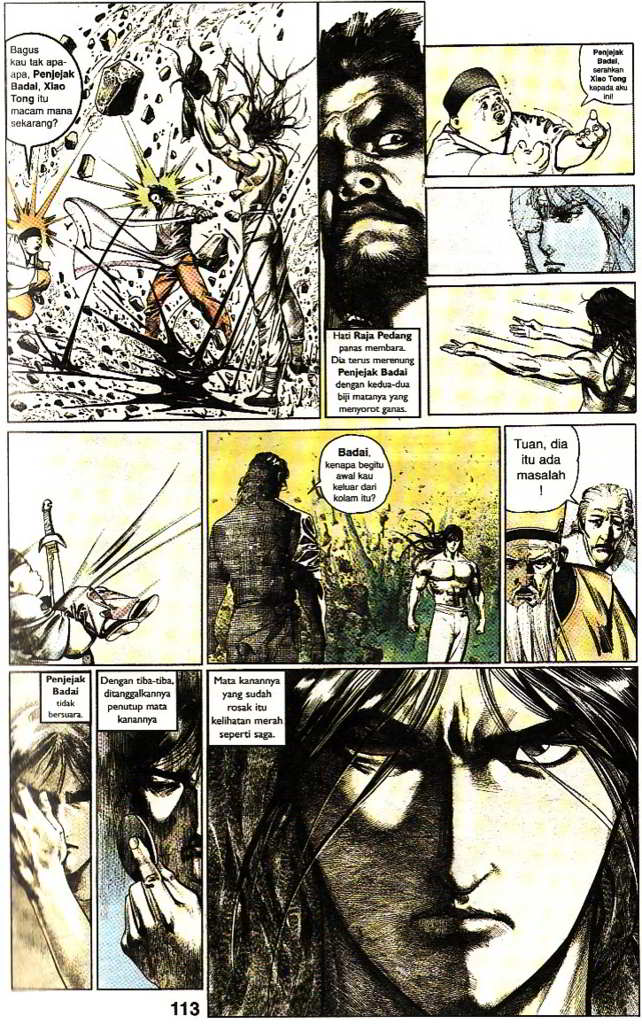 Bagus
kau tak apa-
apa, Penjejak
Badai, Xiao
Tong itu
macam mana
sekarang?
Penjejak
Badai,
serahkan
Xiao Tong
kapada aku
ini!
Hati Raja Pedang
panas membara.
Dia terus merenung
Penjejak Badai
dengan kedua-dua
biji matanya yang
menyorot ganas.
Badai,
kenapa begitu
awal kau
keluar dari
kolam itu?
Tuan, dia
itu ada
masalah
!
Penjejak
Badai
tidak
bersuara.
Dengan tiba-tiba,
ditanggalkannya
penutup mata
kanannya
Mata kanannya
yang sudah
rosak itu
kelihatan merah
seperti saga.
113